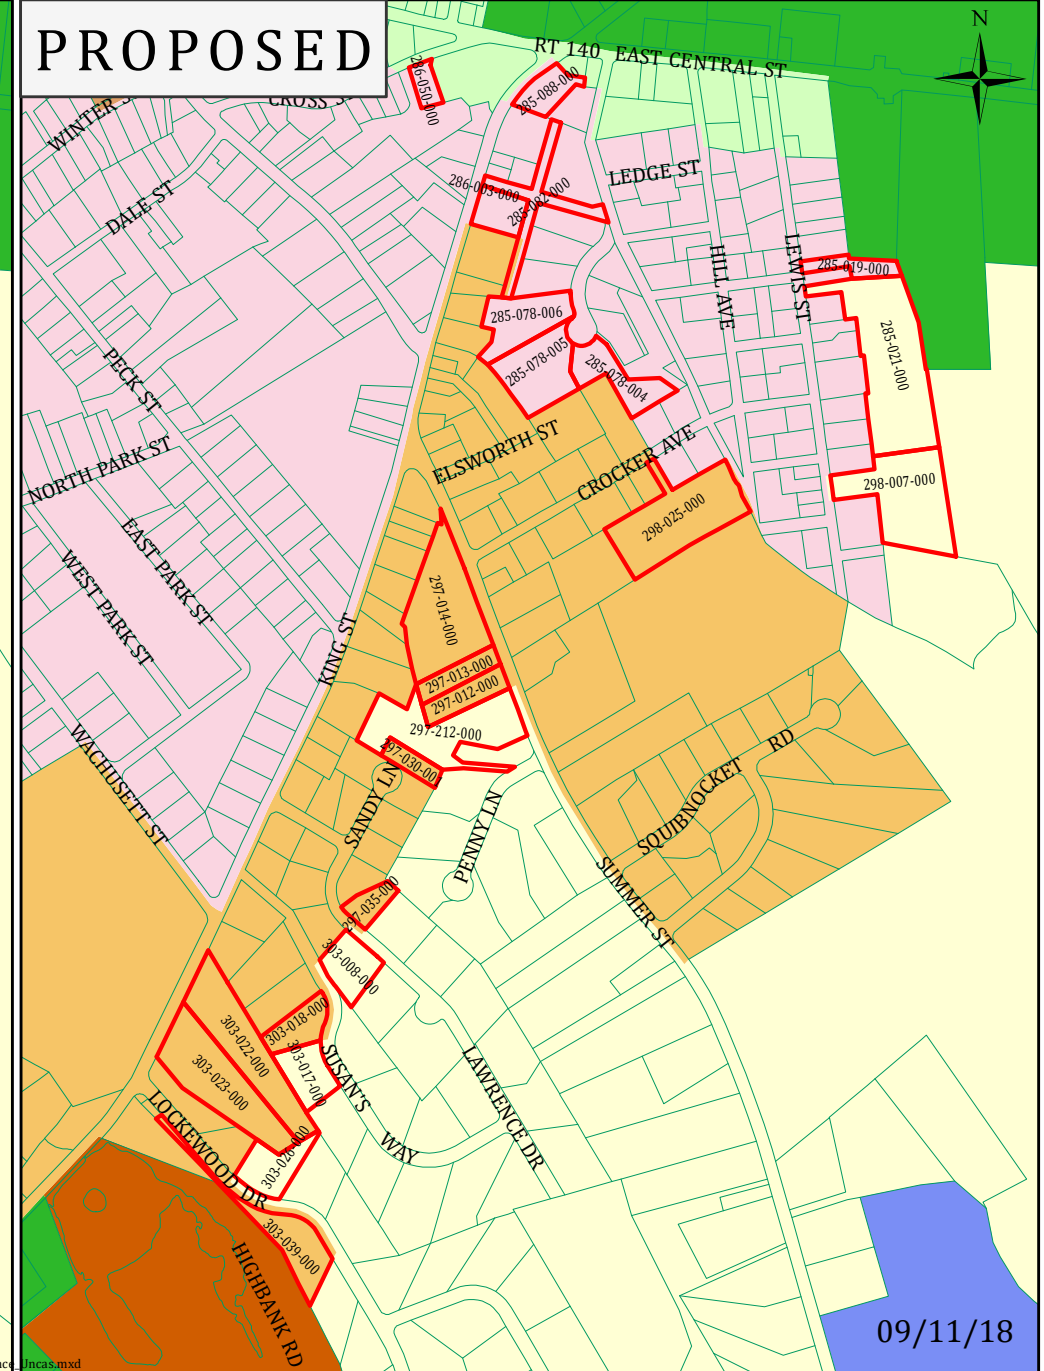 PROPOSED
N
RT 140 EAST CENTRAL ST
286-050-000
285-088-000
CROSS
WINTER
LEDGE ST
286-003-000
285-082-000
DALE ST
HILL AVE
LEWIS ST
285-019-000
285-078-006
285-021-000
285-078-005
285-078-004
PECK ST
ELSWORTH ST
CROCKER AVE
NORTH PARK ST
298-007-000
298-025-000
EAST PARK ST
WEST PARK ST
297-014-000
KING ST
297-013-000
297-012-000
297-212-000
297-030-001
WACHUSETT ST
SANDY LN
PENNY LN
SQUIBNOCKET RD
SUMMER ST
297-035-000
303-008-000
303-018-000
303-022-000
303-017-000
303-023-000
SUSAN'S WAY
LAWRENCE DR
LOCKEWOOD DR
303-026-000
303-039-000
HIGHBANK RD
09/11/18
Uncas.mxd